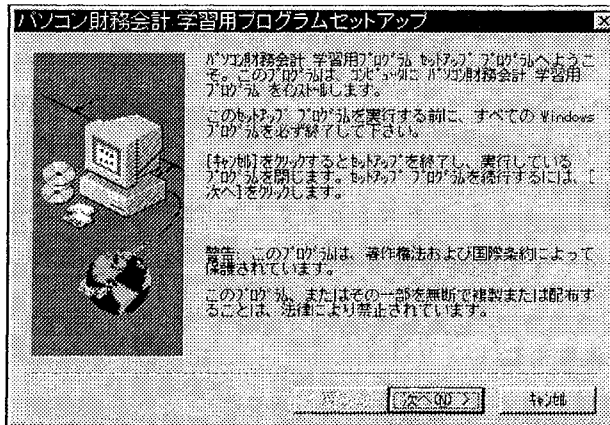 パソコン財務会計 学習用プログラムセットアップ
ﾊﾟｿｺﾝ財務会計 学習用ﾌﾟﾛｸﾞﾗﾑ ｾｯﾄｱｯﾌﾟ ﾌﾟﾛｸﾞﾗﾑへようこ
そ。このﾌﾟﾛｸﾞﾗﾑは、ｺﾝﾋﾟｭｰﾀに ﾊﾟｿｺﾝ財務会計 学習用
ﾌﾟﾛｸﾞﾗﾑ をｲﾝｽﾄｰﾙします。
このｾｯﾄｱｯﾌﾟ ﾌﾟﾛｸﾞﾗﾑを実行する前に、すべての Windows
ﾌﾟﾛｸﾞﾗﾑを必ず終了して下さい。
[ｷｬﾝｾﾙ]をｸﾘｯｸするとｾｯﾄｱｯﾌﾟを終了し、実行している
ﾌﾟﾛｸﾞﾗﾑを閉じます。ｾｯﾄｱｯﾌﾟ ﾌﾟﾛｸﾞﾗﾑを続行するには、[
次へ]をｸﾘｯｸします。
警告: このﾌﾟﾛｸﾞﾗﾑは、著作権法および国際条約によって
保護されています。
このﾌﾟﾛｸﾞﾗﾑ、またはその一部を無断で複製または配布す
ることは、法律により禁止されています。
次へ(N) > ｷｬﾝｾﾙ